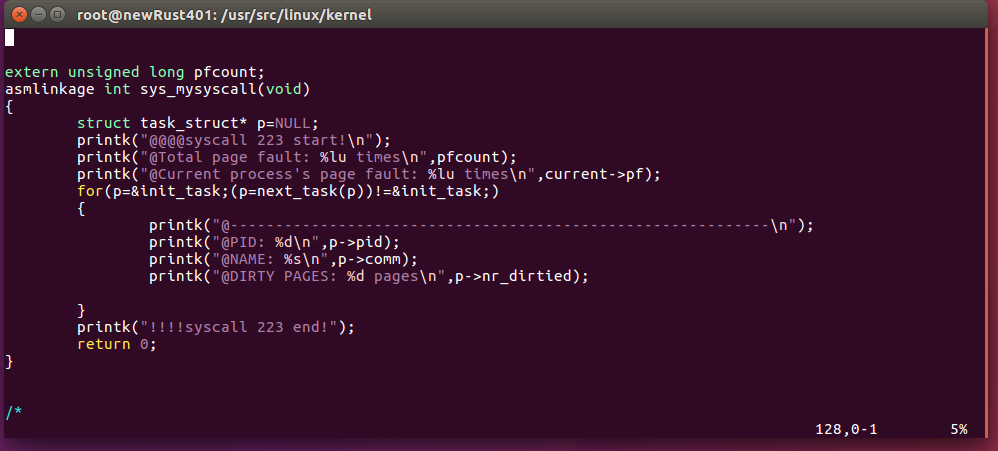 root@newRust401: /usr/src/linux/kernel
extern unsigned long pfcount;
asmlinkage int sys_mysyscall(void)
{
        struct task_struct* p=NULL;
        printk("@@@@syscall 223 start!\n");
        printk("@Total page fault: %lu times\n",pfcount);
        printk("@Current process's page fault: %lu times\n",current->pf);
        for(p=&init_task;(p=next_task(p))!=&init_task;)
        {
                printk("@------------------------------------------------------------\n");
                printk("@PID: %d\n",p->pid);
                printk("@NAME: %s\n",p->comm);
                printk("@DIRTY PAGES: %d pages\n",p->nr_dirtied);
        }
        printk("!!!!syscall 223 end!");
        return 0;
}
/*
128,0-1 5%